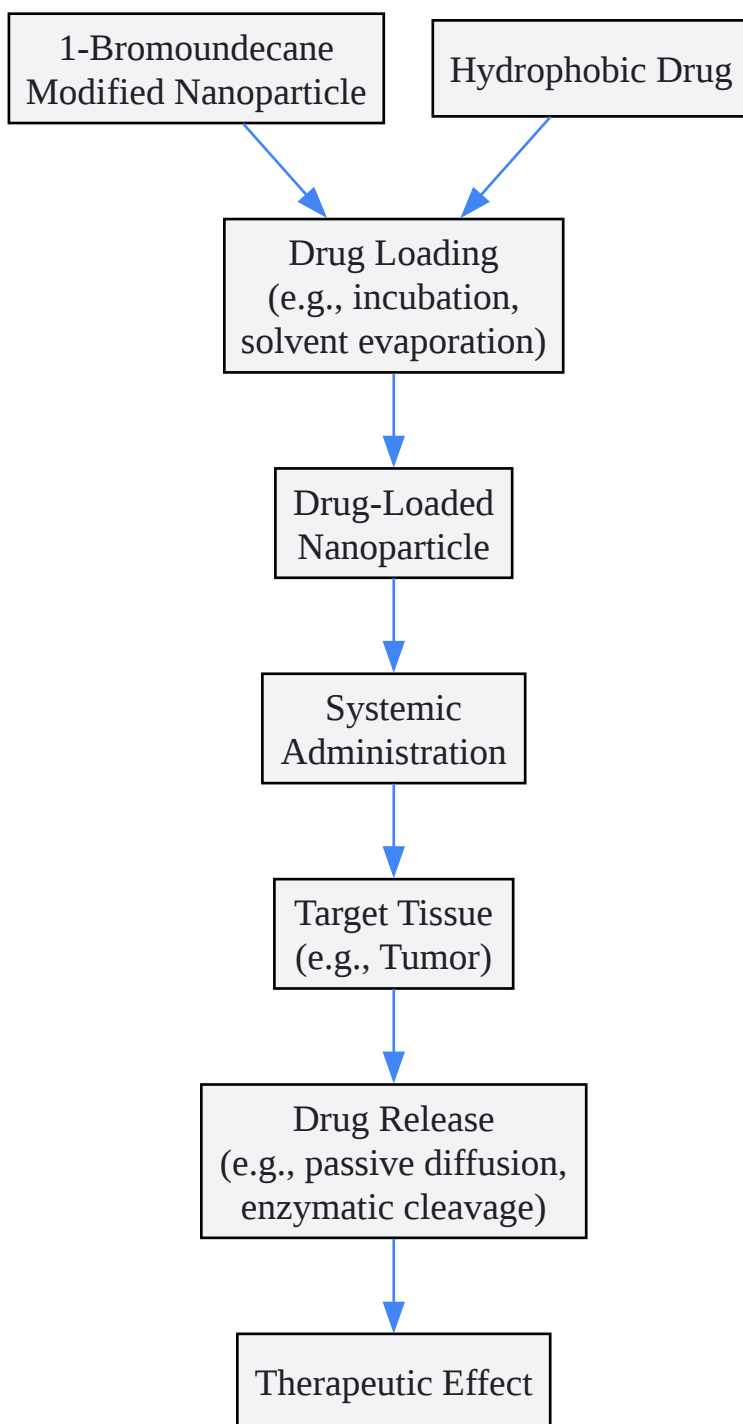 1-Bromoundecane
Modified Nanoparticle
Hydrophobic Drug
Drug Loading
(e.g., incubation,
solvent evaporation)
Drug-Loaded
Nanoparticle
Systemic
Administration
Target Tissue
(e.g., Tumor)
Drug Release
(e.g., passive diffusion,
enzymatic cleavage)
Therapeutic Effect